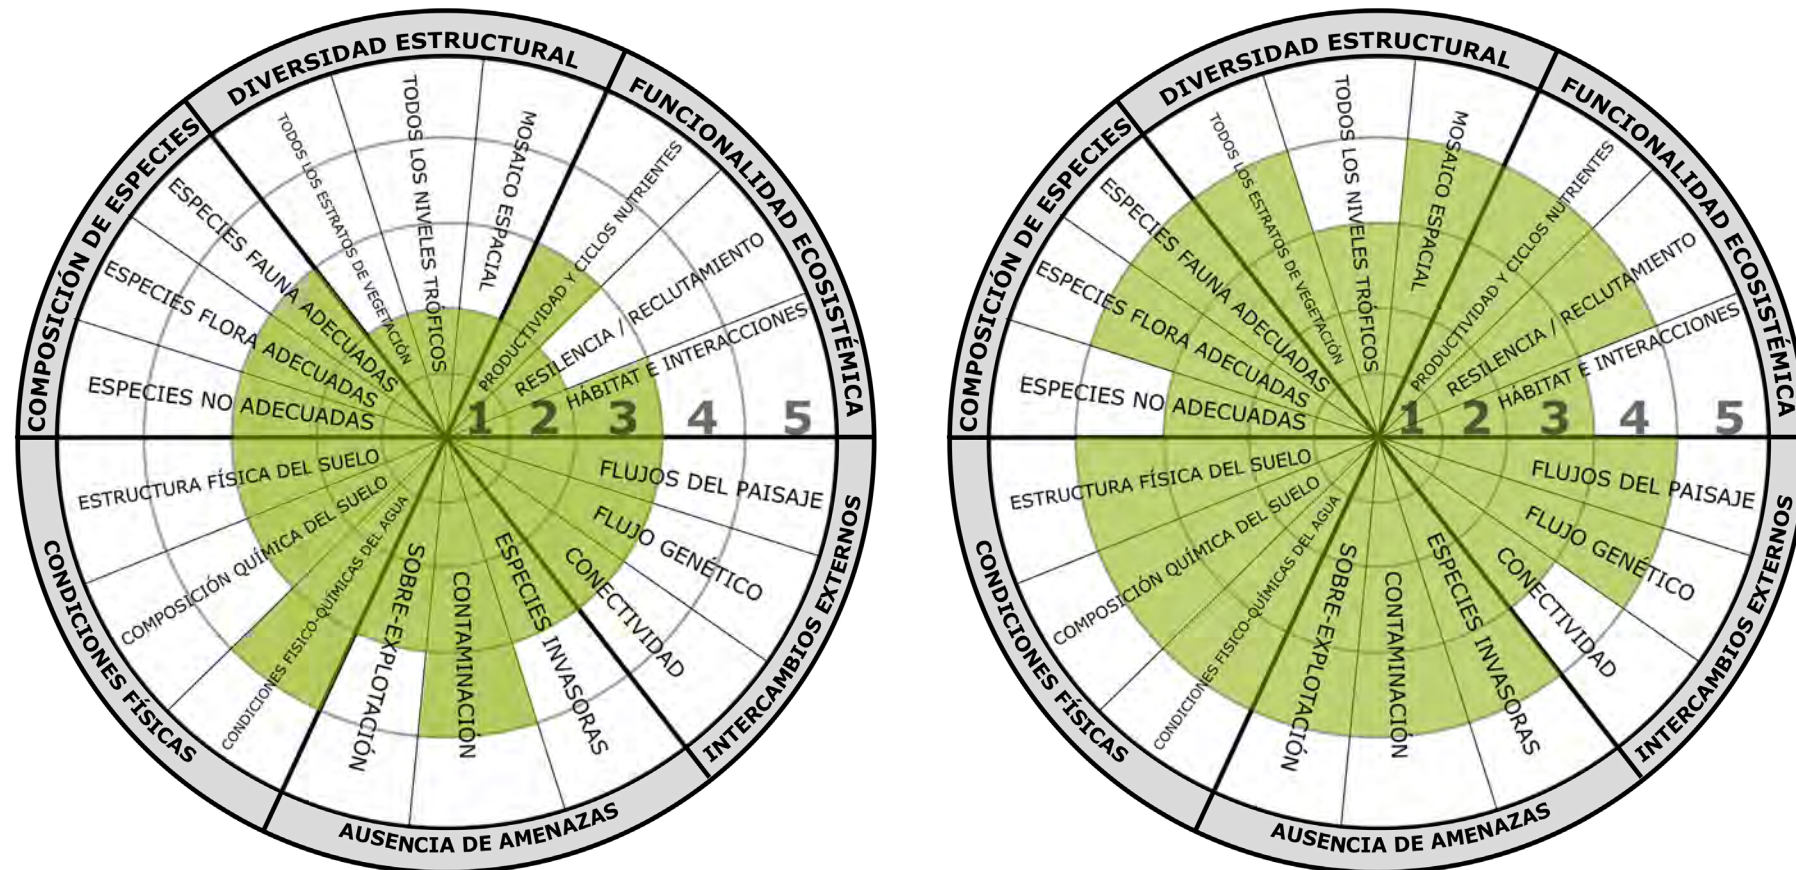 DIVERSIDAD ESTRUCTURAL
FUNCIONALIDAD ECOSISTÉMICA
INTERCAMBIOS EXTERNOS
AUSENCIA DE AMENAZAS
CONDICIONES FÍSICAS
COMPOSICIÓN DE ESPECIES
TODOS LOS ESTRATOS DE VEGETACIÓN
TODOS LOS NIVELES TRÓFICOS
MOSAICO ESPACIAL
PRODUCTIVIDAD Y CICLOS NUTRIENTES
RESILENCIA / RECLUTAMIENTO
HÁBITAT E INTERACCIONES
1 2 3 4 5
FLUJOS DEL PAISAJE
FLUJO GENÉTICO
CONECTIVIDAD
ESPECIES INVASORAS
CONTAMINACIÓN
SOBRE-EXPLOTACIÓN
CONDICIONES FISICO-QUÍMICAS DEL AGUA
COMPOSICIÓN QUÍMICA DEL SUELO
ESTRUCTURA FÍSICA DEL SUELO
ESPECIES NO ADECUADAS
ESPECIES FLORA ADECUADAS
ESPECIES FAUNA ADECUADAS
DIVERSIDAD ESTRUCTURAL
FUNCIONALIDAD ECOSISTÉMICA
INTERCAMBIOS EXTERNOS
AUSENCIA DE AMENAZAS
CONDICIONES FÍSICAS
COMPOSICIÓN DE ESPECIES
TODOS LOS ESTRATOS DE VEGETACIÓN
TODOS LOS NIVELES TRÓFICOS
MOSAICO ESPACIAL
PRODUCTIVIDAD Y CICLOS NUTRIENTES
RESILENCIA / RECLUTAMIENTO
HÁBITAT E INTERACCIONES
1 2 3 4 5
FLUJOS DEL PAISAJE
FLUJO GENÉTICO
CONECTIVIDAD
ESPECIES INVASORAS
CONTAMINACIÓN
SOBRE-EXPLOTACIÓN
CONDICIONES FISICO-QUÍMICAS DEL AGUA
COMPOSICIÓN QUÍMICA DEL SUELO
ESTRUCTURA FÍSICA DEL SUELO
ESPECIES NO ADECUADAS
ESPECIES FLORA ADECUADAS
ESPECIES FAUNA ADECUADAS